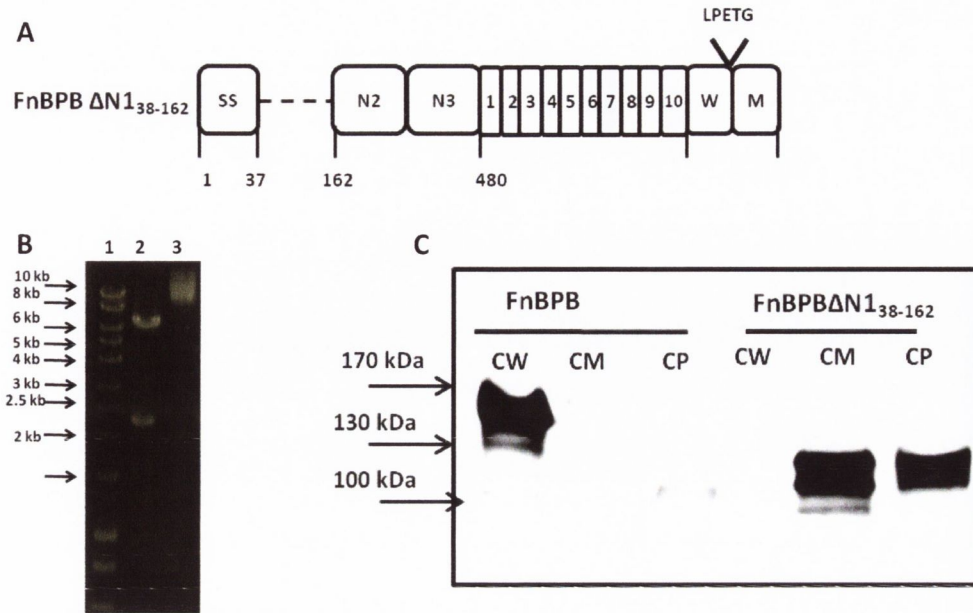 A
LPETG
FnBPB ΔN1₃₈₋₁₆₂ SS N2 N3 1 2 3 4 5 6 7 8 9 10 W M
1 37 162 480
B
1 2 3
10 kb
8 kb
6 kb
5 kb
4 kb
3 kb
2.5 kb
2 kb
C
FnBPB FnBPBΔN1₃₈₋₁₆₂
CW CM CP CW CM CP
170 kDa
130 kDa
100 kDa